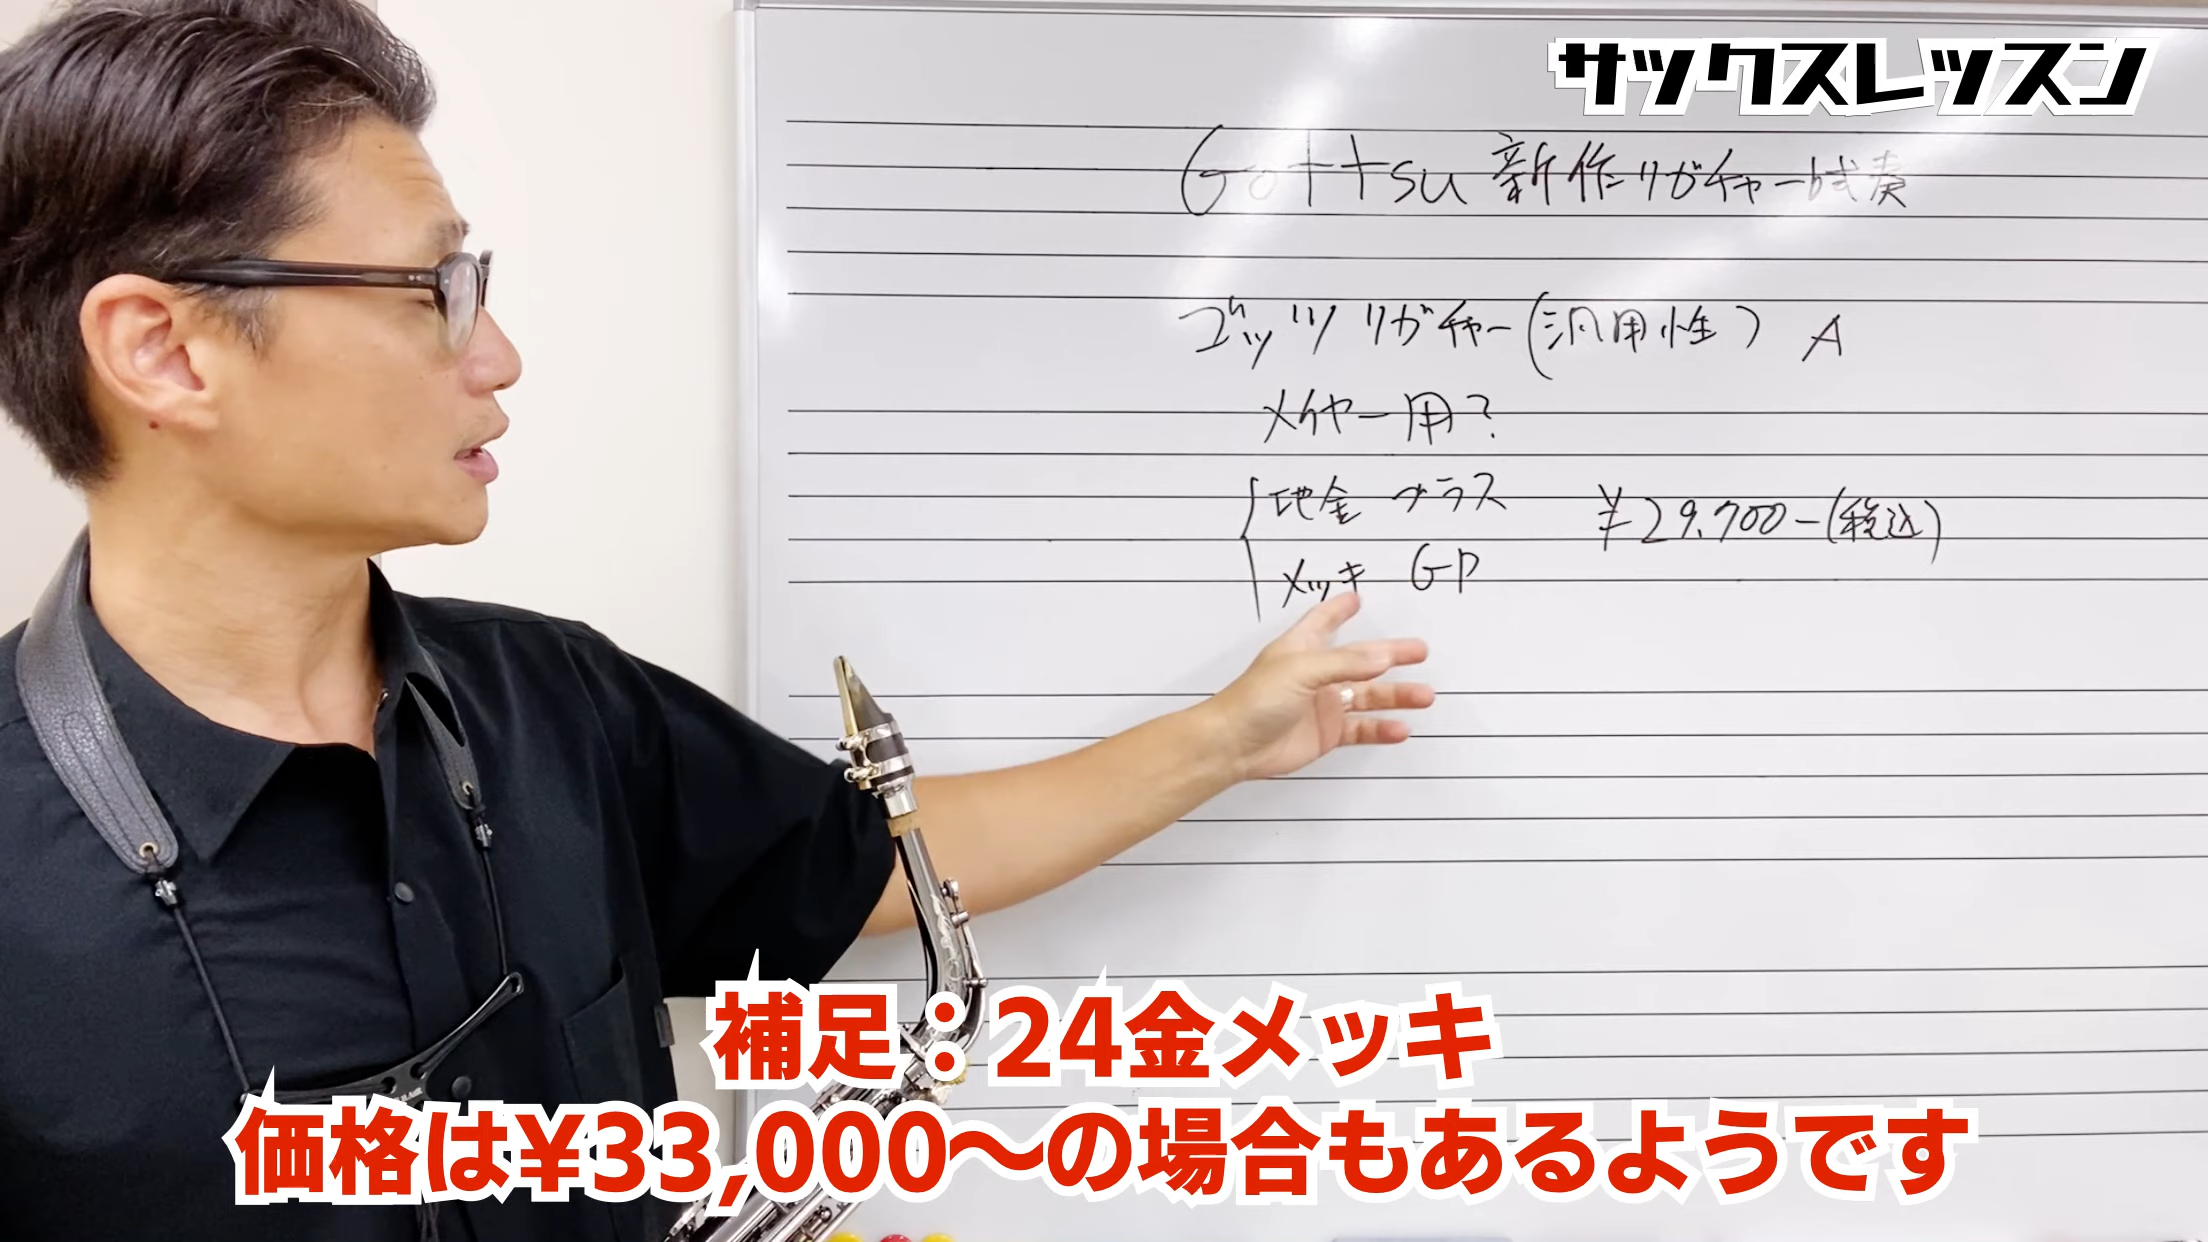 サックスレッスン
Gottsu 新作リガチャー試奏
ゴッツ リガチャー(汎用性) A
メイヤー用?
地金 ブラス ¥29.700-(税込)
メッキ GP
補足：24金メッキ
価格は¥33,000～の場合もあるようです